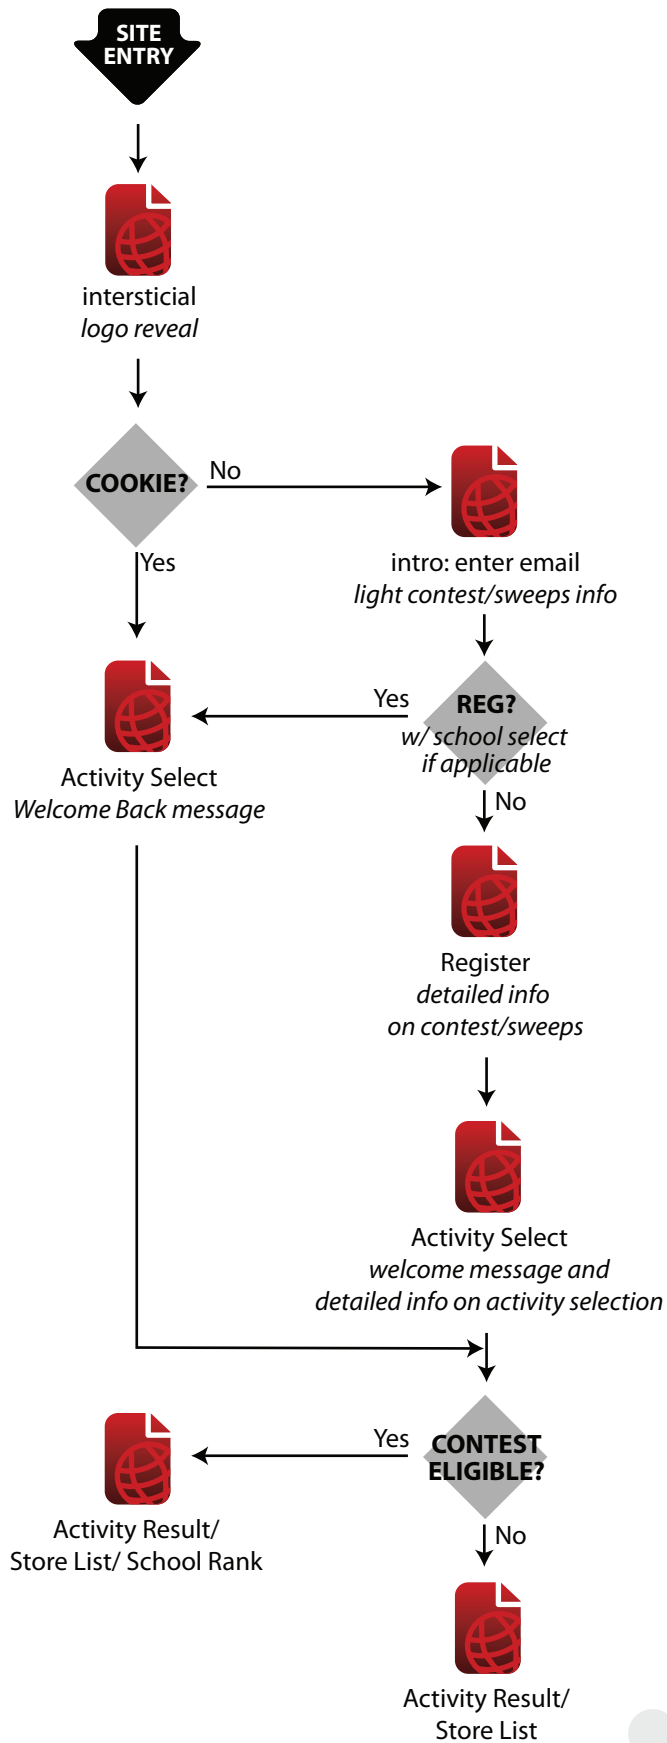 SITE
ENTRY
intersticial
logo reveal
COOKIE?
No
Yes
intro: enter email
light contest/sweeps info
REG?
w/ school select
if applicable
Yes
No
Activity Select
Welcome Back message
Register
detailed info
on contest/sweeps
Activity Select
welcome message and
detailed info on activity selection
CONTEST
ELIGIBLE?
Yes
No
Activity Result/
Store List/ School Rank
Activity Result/
Store List